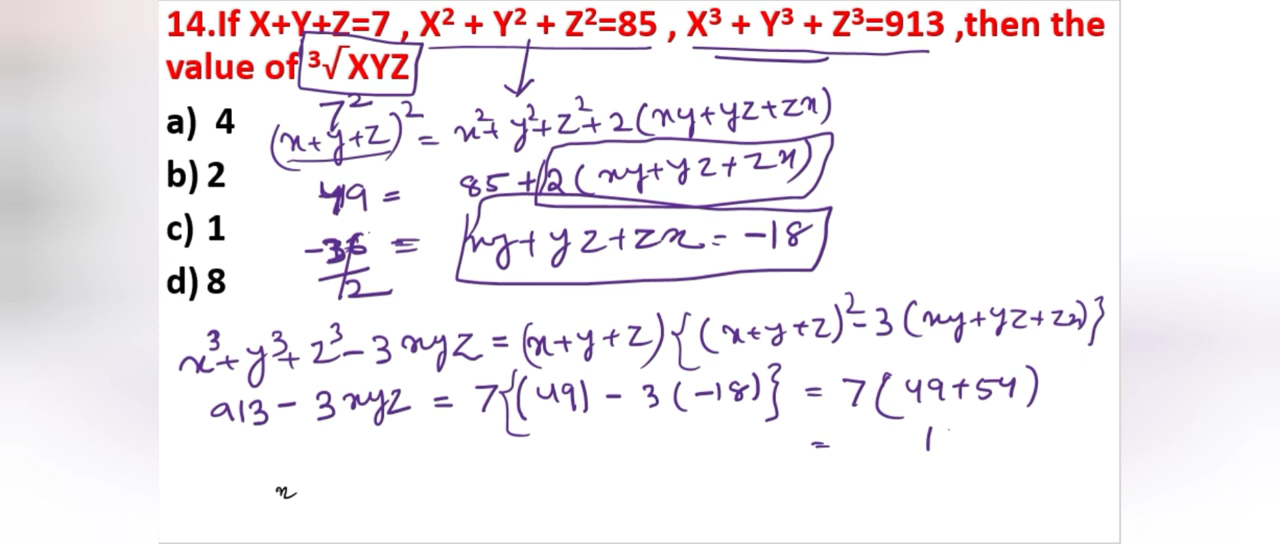 14.If X+Y+Z=7 , X² + Y² + Z²=85 , X³ + Y³ + Z³=913 ,then the
value of ³√XYZ
a) 4
b) 2
c) 1
d) 8
7²
(x+y+z)² = x²+y²+z²+2(xy+yz+zx)
49 = 85+2(xy+yz+zx)
-36/2 = xy+yz+zx = -18
x³+y³+z³-3xyz = (x+y+z){(x+y+z)²-3(xy+yz+zx)}
913 - 3xyz = 7{(49) - 3(-18)} = 7(49+54)
= 1
x